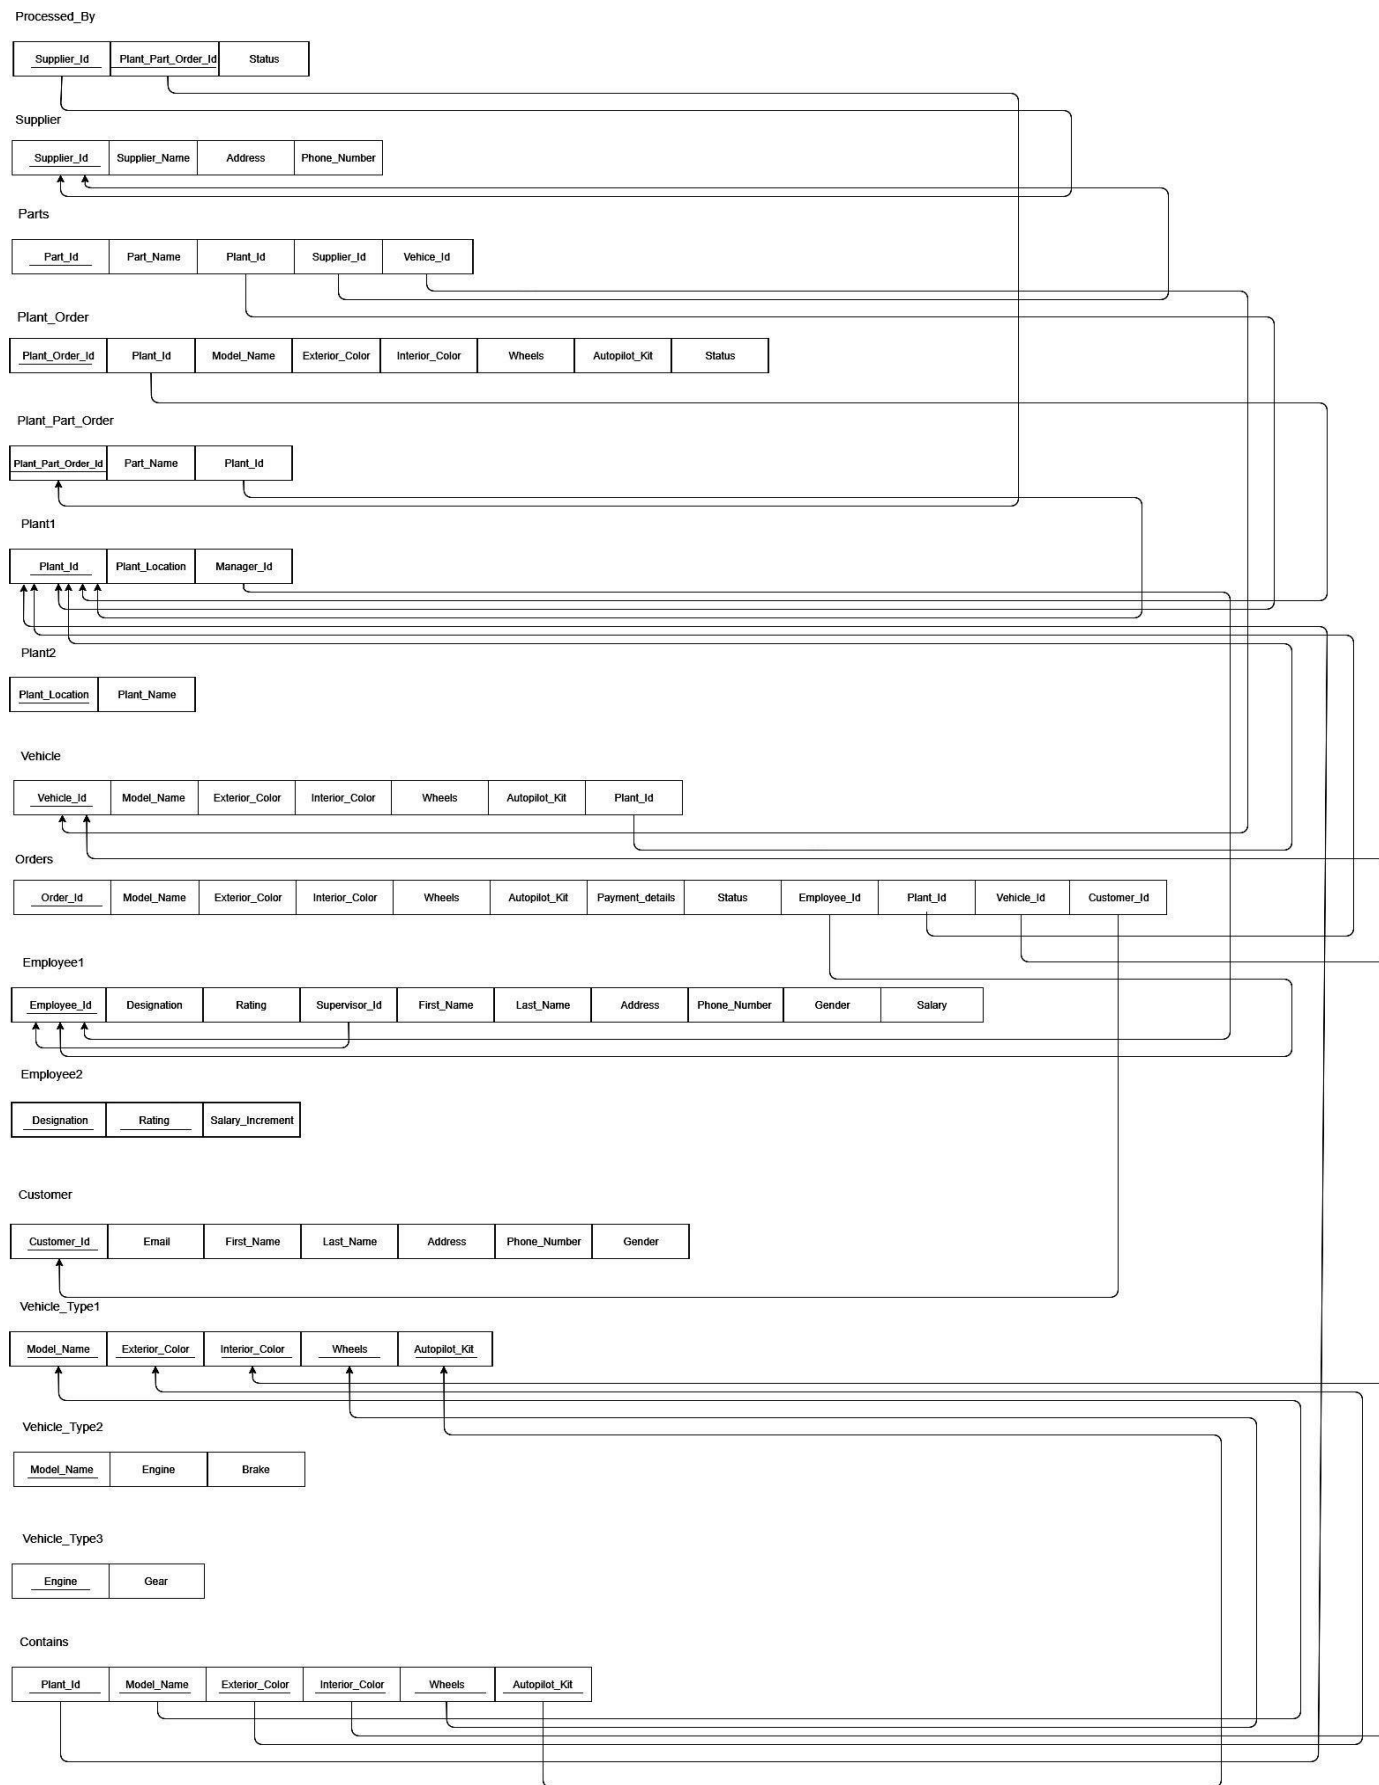 Processed_By
Supplier_Id Plant_Part_Order_Id Status
Supplier
Supplier_Id Supplier_Name Address Phone_Number
Parts
Part_Id Part_Name Plant_Id Supplier_Id Vehice_Id
Plant_Order
Plant_Order_Id Plant_Id Model_Name Exterior_Color Interior_Color Wheels Autopilot_Kit Status
Plant_Part_Order
Plant_Part_Order_Id Part_Name Plant_Id
Plant1
Plant_Id Plant_Location Manager_Id
Plant2
Plant_Location Plant_Name
Vehicle
Vehicle_Id Model_Name Exterior_Color Interior_Color Wheels Autopilot_Kit Plant_Id
Orders
Order_Id Model_Name Exterior_Color Interior_Color Wheels Autopilot_Kit Payment_details Status Employee_Id Plant_Id Vehicle_Id Customer_Id
Employee1
Employee_Id Designation Rating Supervisor_Id First_Name Last_Name Address Phone_Number Gender Salary
Employee2
Designation Rating Salary_Increment
Customer
Customer_Id Email First_Name Last_Name Address Phone_Number Gender
Vehicle_Type1
Model_Name Exterior_Color Interior_Color Wheels Autopilot_Kit
Vehicle_Type2
Model_Name Engine Brake
Vehicle_Type3
Engine Gear
Contains
Plant_Id Model_Name Exterior_Color Interior_Color Wheels Autopilot_Kit